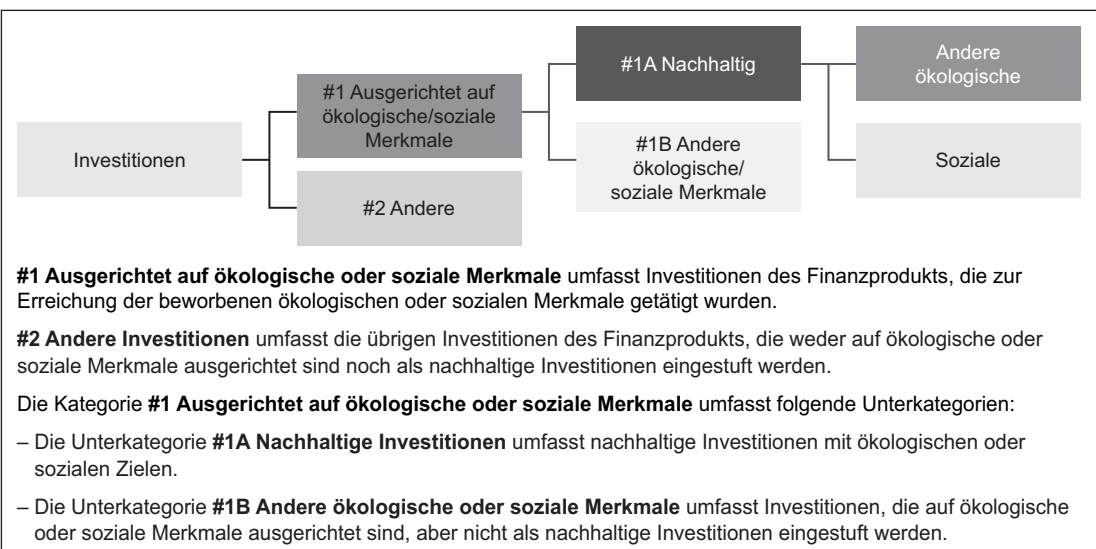 Investitionen
#1 Ausgerichtet auf
ökologische/soziale
Merkmale
#2 Andere
#1A Nachhaltig
#1B Andere
ökologische/
soziale Merkmale
Andere
ökologische
Soziale
#1 Ausgerichtet auf ökologische oder soziale Merkmale umfasst Investitionen des Finanzprodukts, die zur
Erreichung der beworbenen ökologischen oder sozialen Merkmale getätigt wurden.
#2 Andere Investitionen umfasst die übrigen Investitionen des Finanzprodukts, die weder auf ökologische oder
soziale Merkmale ausgerichtet sind noch als nachhaltige Investitionen eingestuft werden.
Die Kategorie #1 Ausgerichtet auf ökologische oder soziale Merkmale umfasst folgende Unterkategorien:
– Die Unterkategorie #1A Nachhaltige Investitionen umfasst nachhaltige Investitionen mit ökologischen oder
sozialen Zielen.
– Die Unterkategorie #1B Andere ökologische oder soziale Merkmale umfasst Investitionen, die auf ökologische
oder soziale Merkmale ausgerichtet sind, aber nicht als nachhaltige Investitionen eingestuft werden.